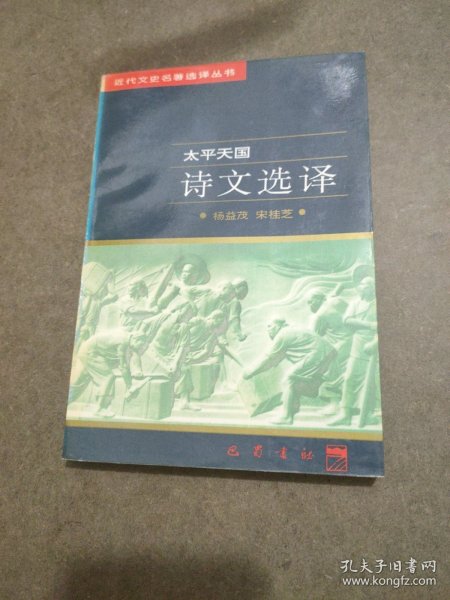 近代文史名著选译丛书
太平天国
诗文选译
杨益茂 宋桂芝
巴蜀書社
孔夫子旧书网
www.kongfz.com